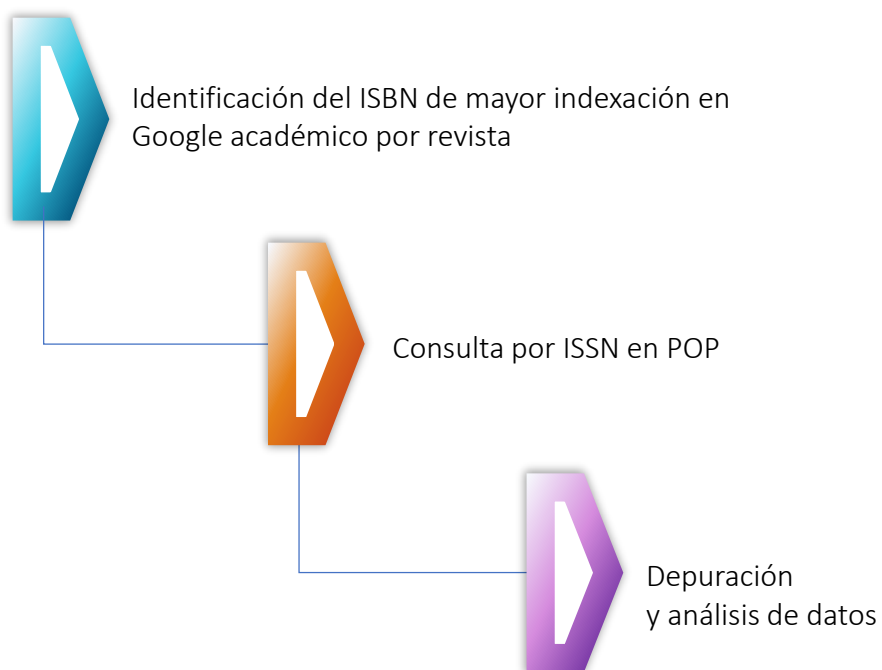 Identificación del ISBN de mayor indexación en
Google académico por revista
Consulta por ISSN en POP
Depuración
y análisis de datos